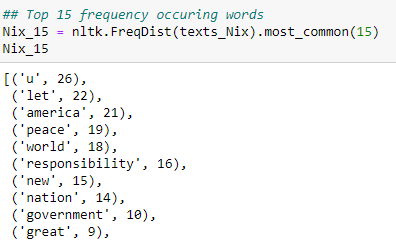 ## Top 15 frequency occuring words
Nix_15 = nltk.FreqDist(texts_Nix).most_common(15)
Nix_15
[('u', 26),
('let', 22),
('america', 21),
('peace', 19),
('world', 18),
('responsibility', 16),
('new', 15),
('nation', 14),
('government', 10),
('great', 9),